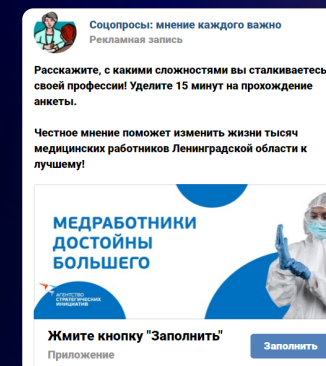 Соцопросы: мнение каждого важно
Рекламная запись
Расскажите, с какими сложностями вы сталкиваетесь
своей профессии! Уделите 15 минут на прохождение
анкеты.
Честное мнение поможет изменить жизни тысяч
медицинских работников Ленинградской области к
лучшему!
МЕДРАБОТНИКИ
ДОСТОЙНЫ
БОЛЬШЕГО
АГЕНТСТВО
СТРАТЕГИЧЕСКИХ
ИНИЦИАТИВ
Жмите кнопку "Заполнить"
Заполнить
Приложение